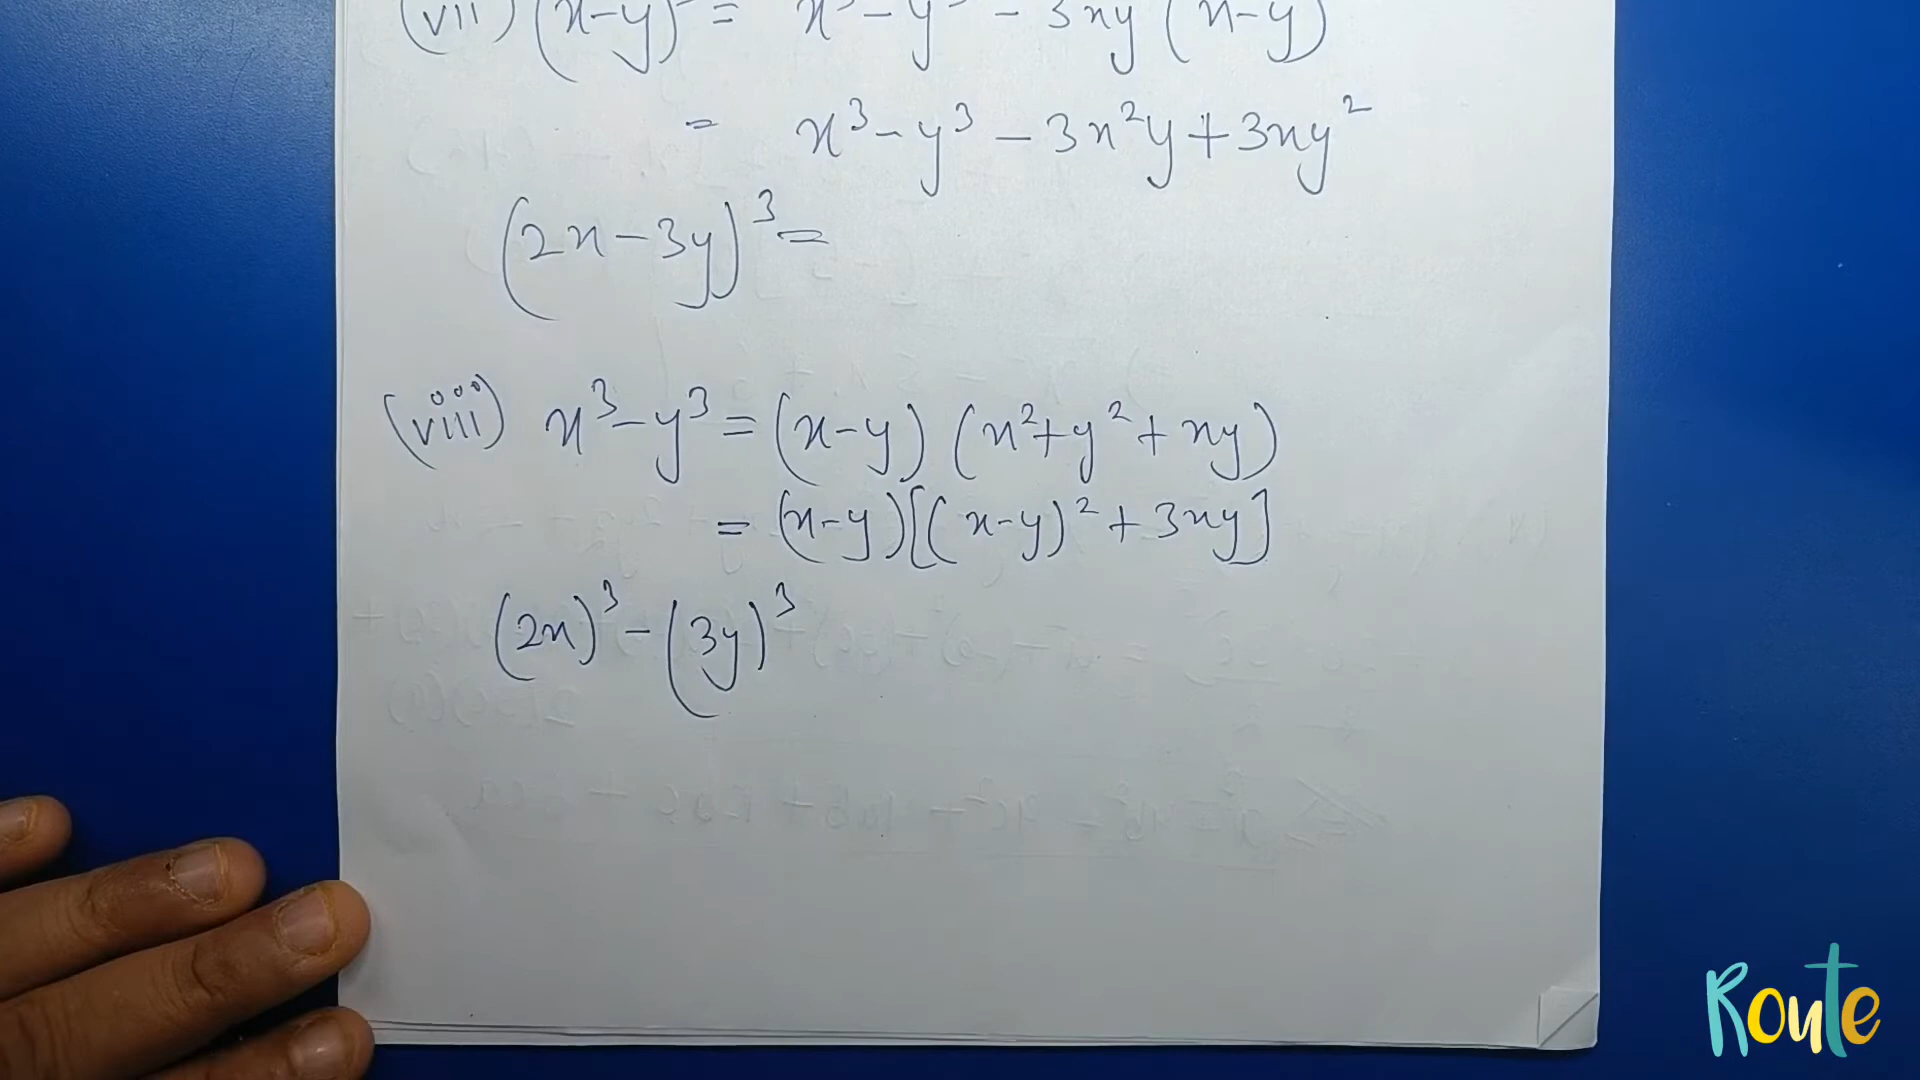 (vii) (x-y)³ = x³ - y³ - 3xy (x-y)
= x³ - y³ - 3x²y + 3xy²
(2x - 3y)³ =
(viii) x³ - y³ = (x-y) (x² + y² + xy)
= (x-y)[(x-y)² + 3xy]
(2x)³ - (3y)³
Route